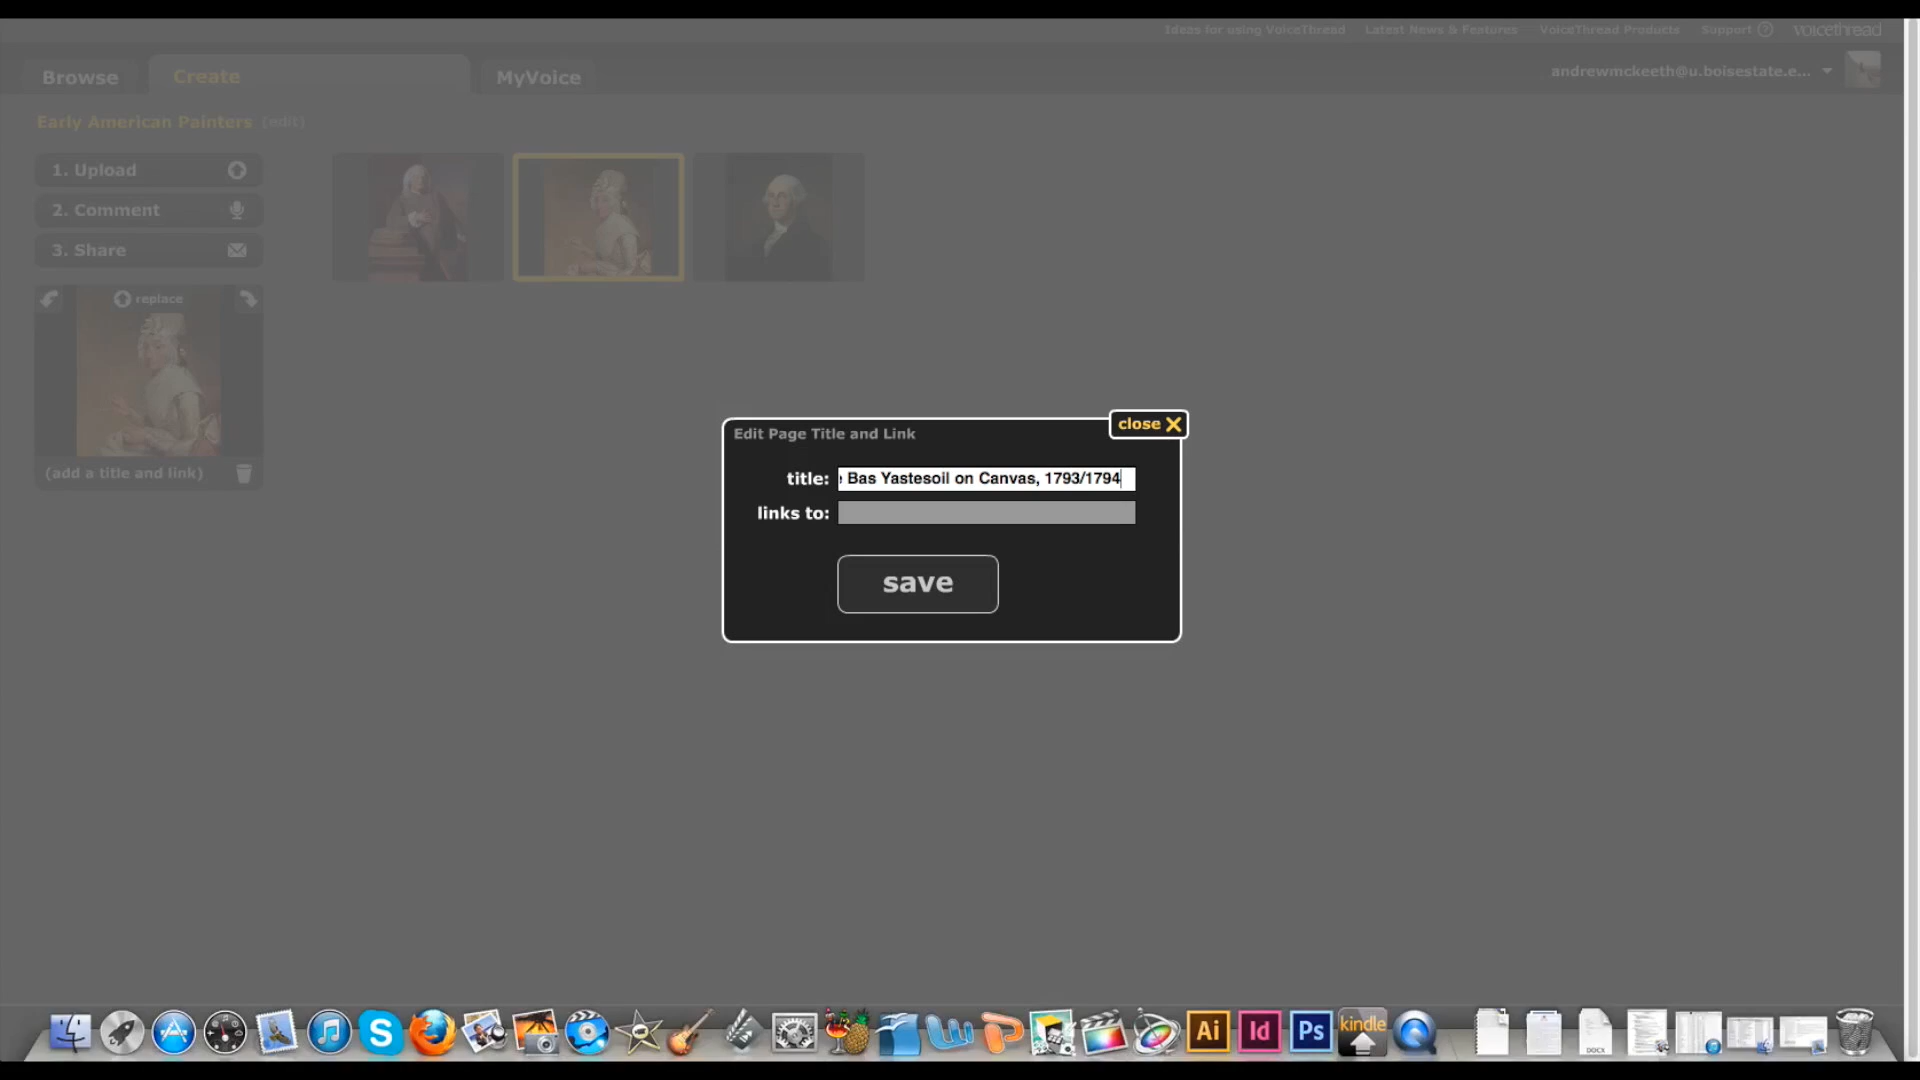 Ideas for using VoiceThread Latest News & Features VoiceThread Products Support ? voicethread
Browse Create MyVoice andrewmckeeth@u.boisestate.e...
Early American Painters (edit)
1. Upload
2. Comment
3. Share
replace
(add a title and link)
close X
Edit Page Title and Link
title: e Bas Yastesoil on Canvas, 1793/1794
links to:
save
Ai Id Ps kindle
DOCX